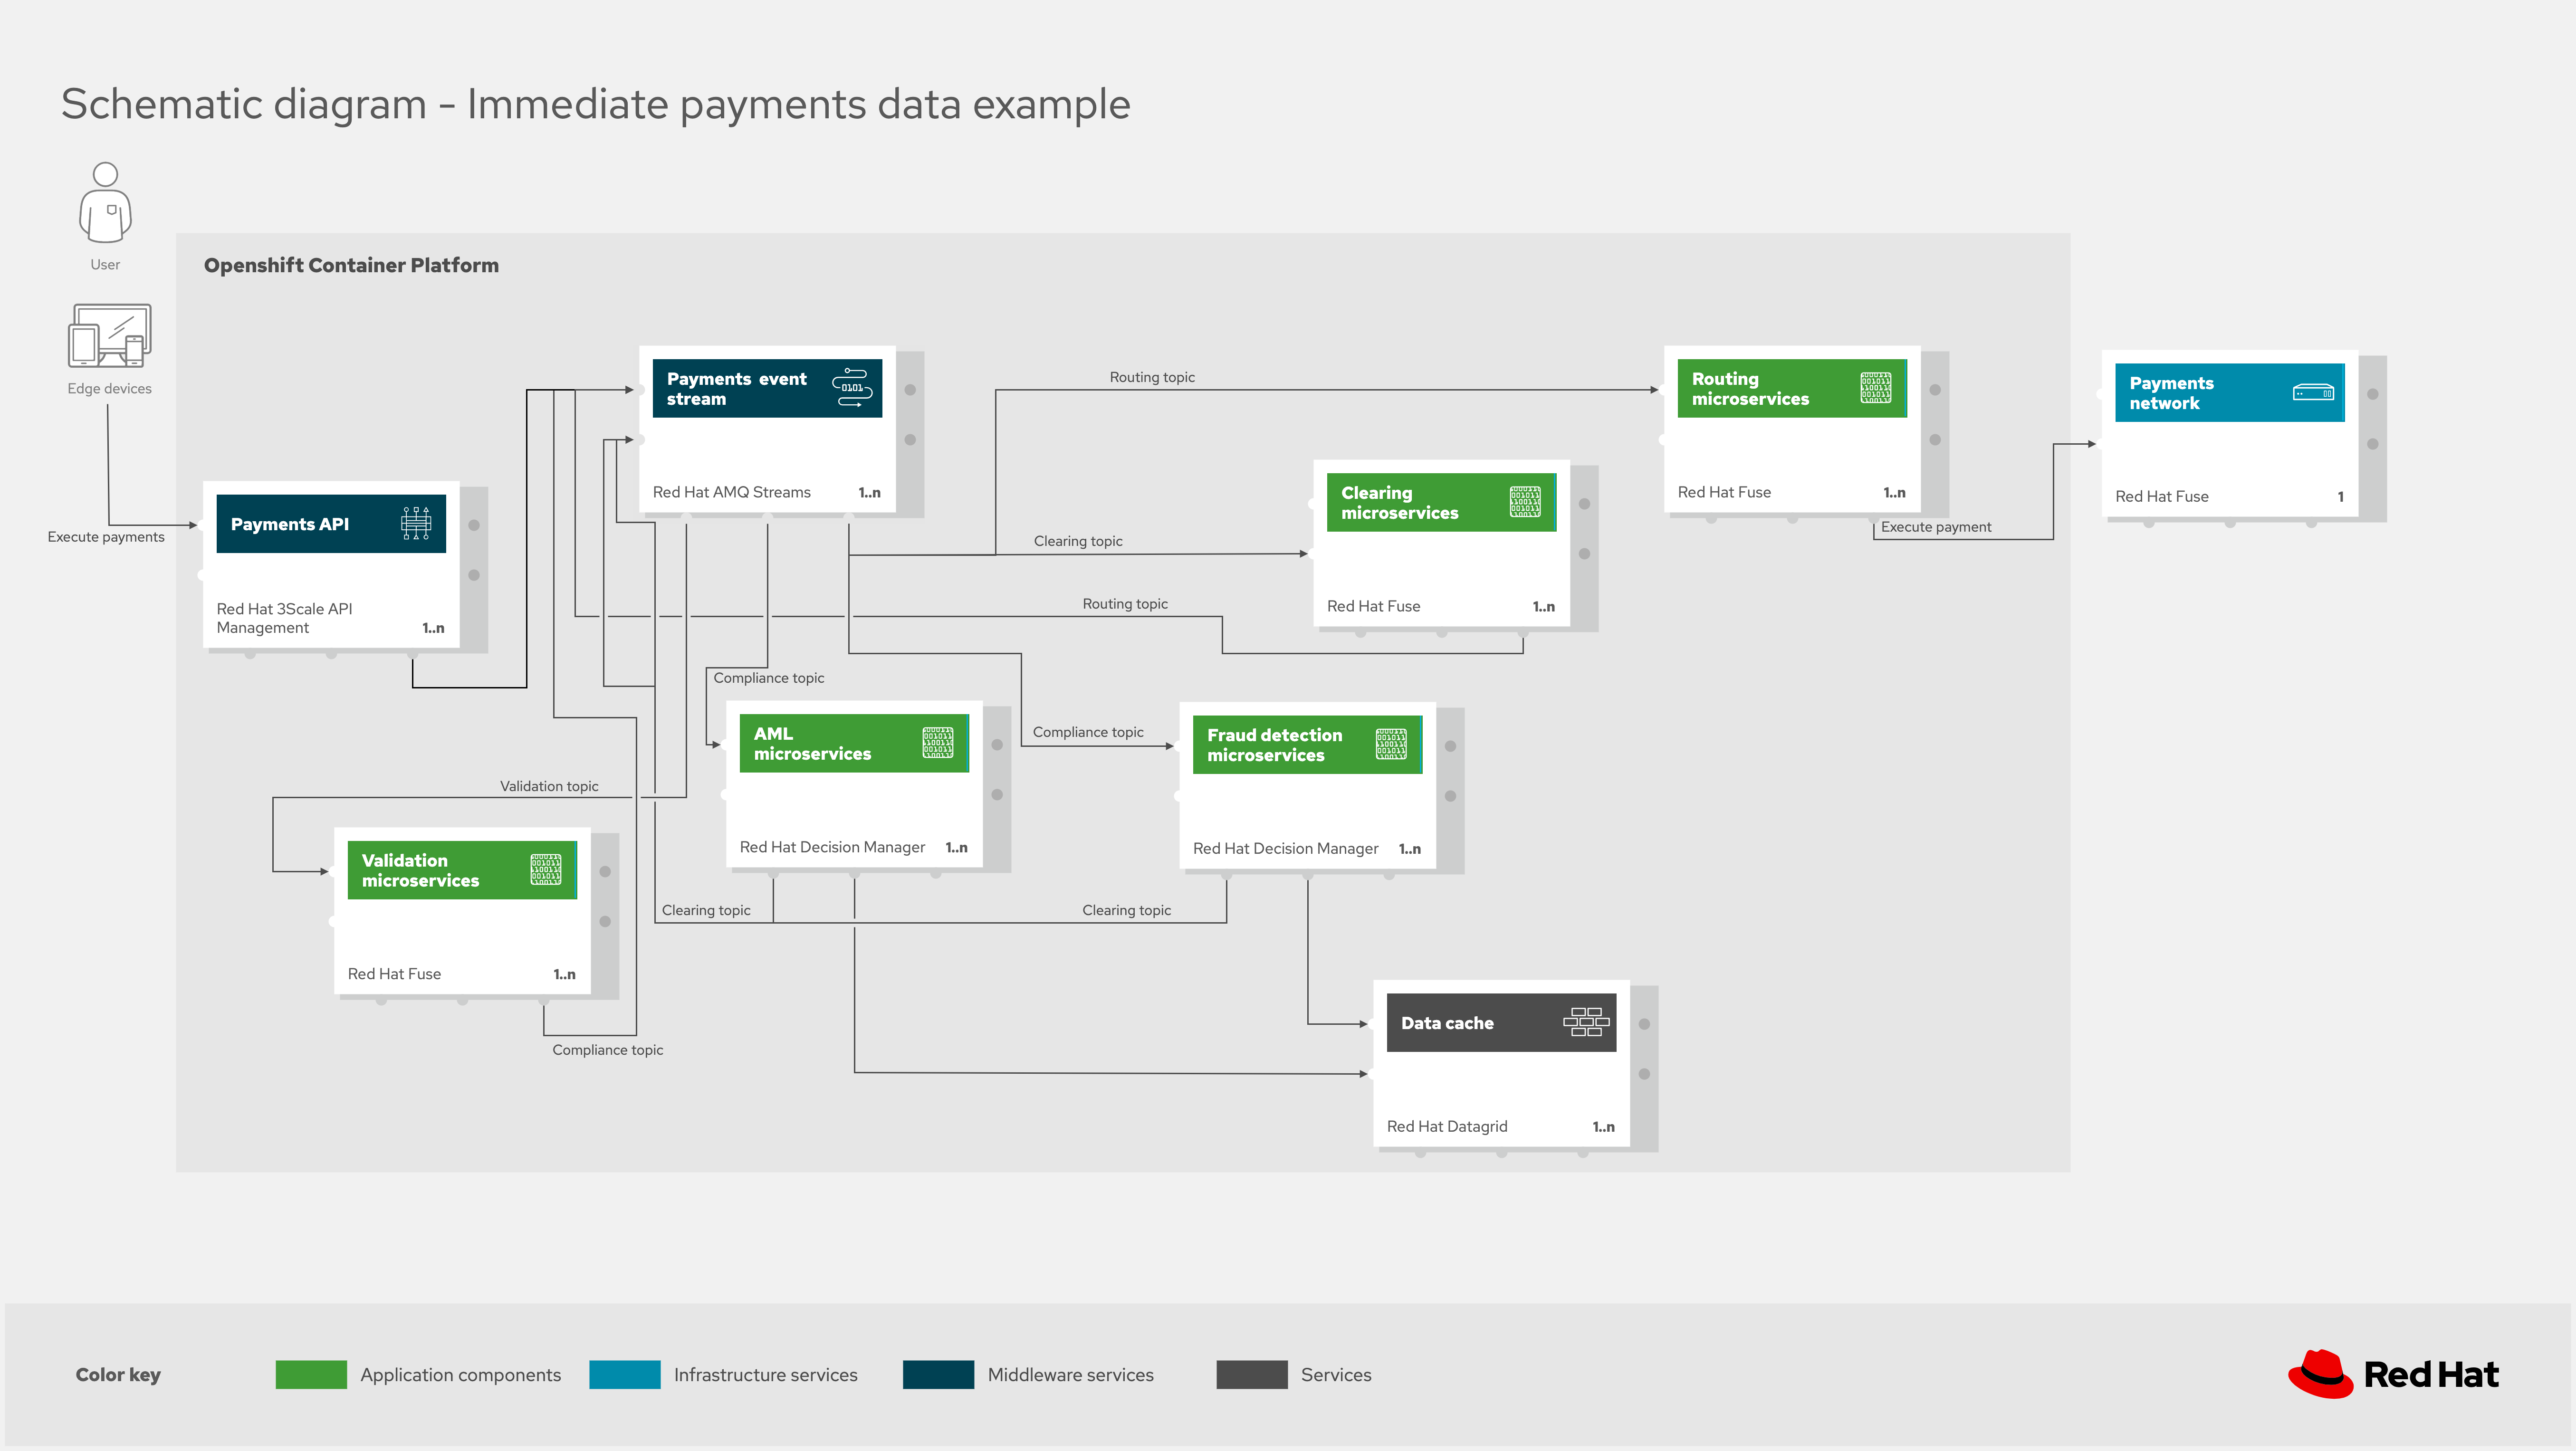 Schematic diagram - Immediate payments data example
User
Edge devices
Execute payments
Openshift Container Platform
Payments API
Red Hat 3Scale API
Management
1..n
Payments event
stream
Red Hat AMQ Streams
1..n
Routing topic
Routing
microservices
Red Hat Fuse
1..n
Execute payment
Payments
network
Red Hat Fuse
1
Clearing topic
Clearing
microservices
Red Hat Fuse
1..n
Routing topic
Compliance topic
AML
microservices
Red Hat Decision Manager
1..n
Compliance topic
Fraud detection
microservices
Red Hat Decision Manager
1..n
Validation topic
Validation
microservices
Red Hat Fuse
1..n
Compliance topic
Clearing topic
Clearing topic
Data cache
Red Hat Datagrid
1..n
Color key
Application components
Infrastructure services
Middleware services
Services
Red Hat